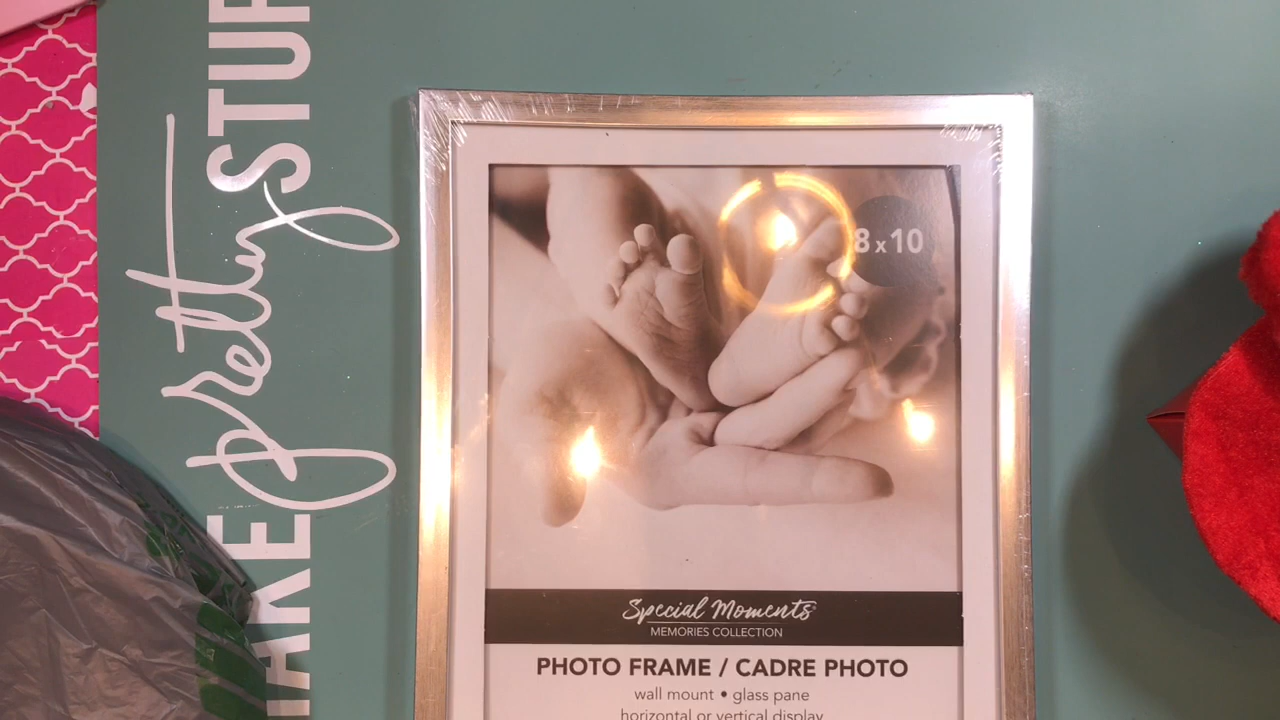 MAKE pretty STUF
8 x 10
Special Moments
MEMORIES COLLECTION
PHOTO FRAME / CADRE PHOTO
wall mount • glass pane
horizontal or vertical display